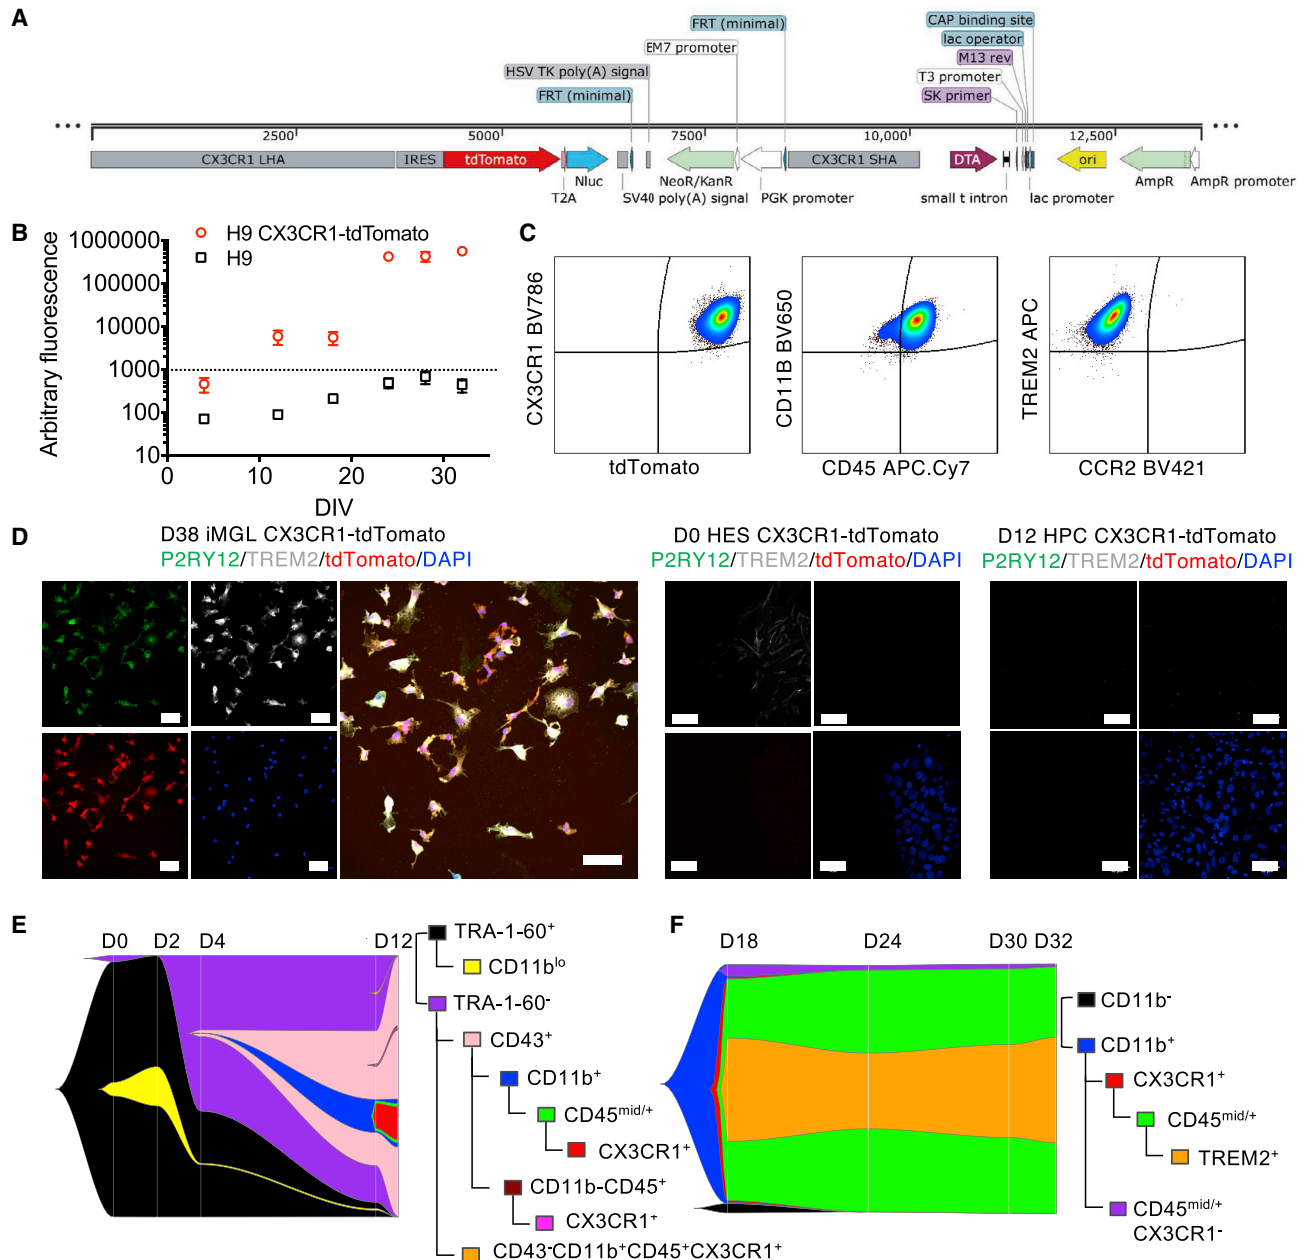 A
CAP binding site
FRT (minimal)
lac operator
EM7 promoter
M13 rev
HSV TK poly(A) signal
T3 promoter
FRT (minimal)
SK primer
2500
5000
7500
10,000
12,500
CX3CR1 LHA
IRES
tdTomato
CX3CR1 SHA
DTA
ori
Nluc
NeoR/KanR
AmpR
AmpR promoter
T2A
SV40 poly(A) signal
PGK promoter
small t intron
lac promoter
B
H9 CX3CR1-tdTomato
H9
Arbitrary fluorescence
1000000
100000
10000
1000
100
10
0 10 20 30
DIV
C
CX3CR1 BV786
tdTomato
CD11B BV650
CD45 APC.Cy7
TREM2 APC
CCR2 BV421
D
D38 iMGL CX3CR1-tdTomato
P2RY12/TREM2/tdTomato/DAPI
D0 HES CX3CR1-tdTomato
P2RY12/TREM2/tdTomato/DAPI
D12 HPC CX3CR1-tdTomato
P2RY12/TREM2/tdTomato/DAPI
E
D0 D2 D4 D12
TRA-1-60+
CD11blo
TRA-1-60-
CD43+
CD11b+
CD45mid/+
CX3CR1+
CD11b-CD45+
CX3CR1+
CD43-CD11b+CD45+CX3CR1+
F
D18 D24 D30 D32
CD11b-
CD11b+
CX3CR1+
CD45mid/+
TREM2+
CD45mid/+
CX3CR1-